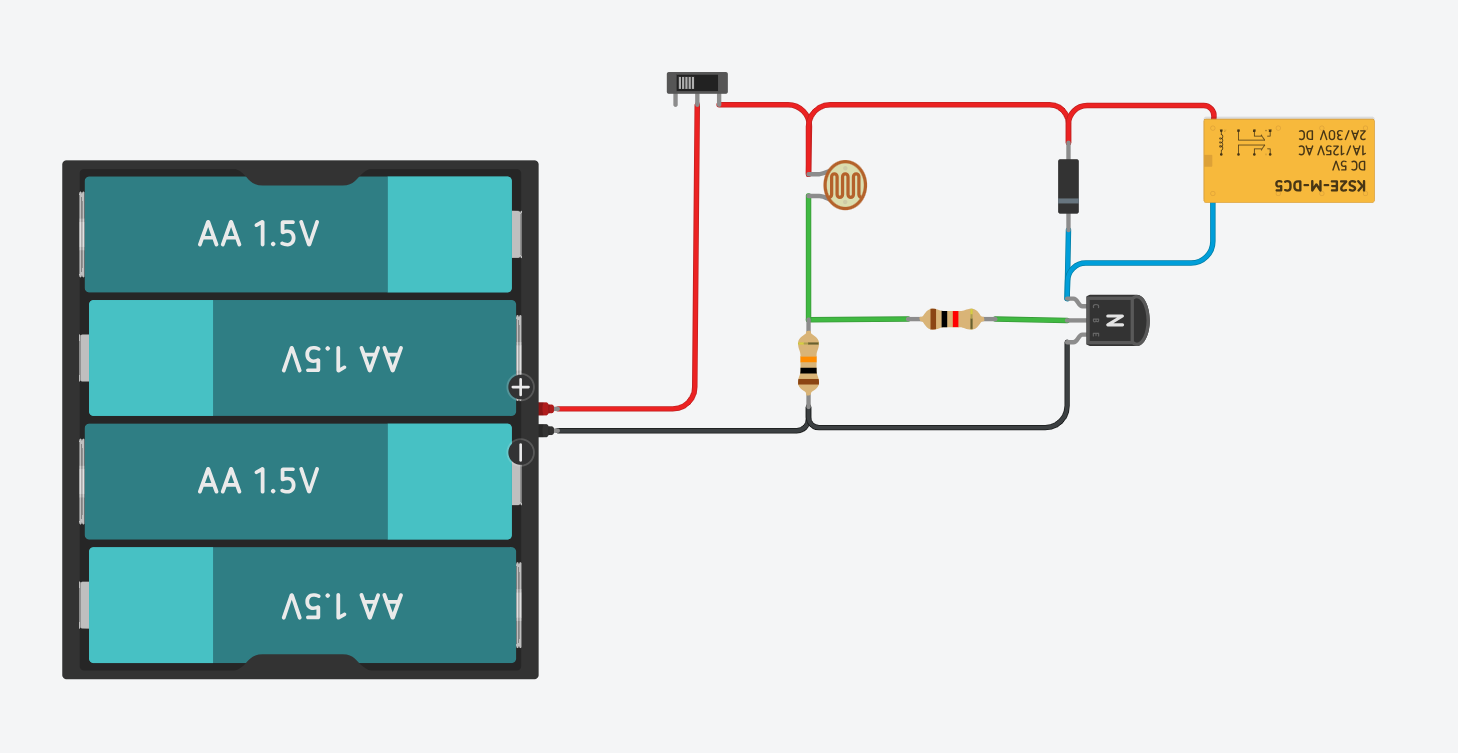 AA 1.5V
AA 1.5V
AA 1.5V
AA 1.5V
+
−
KS2E-M-DC5
DC 5V
1A/125V AC
2A/30V DC
C
B
E
N